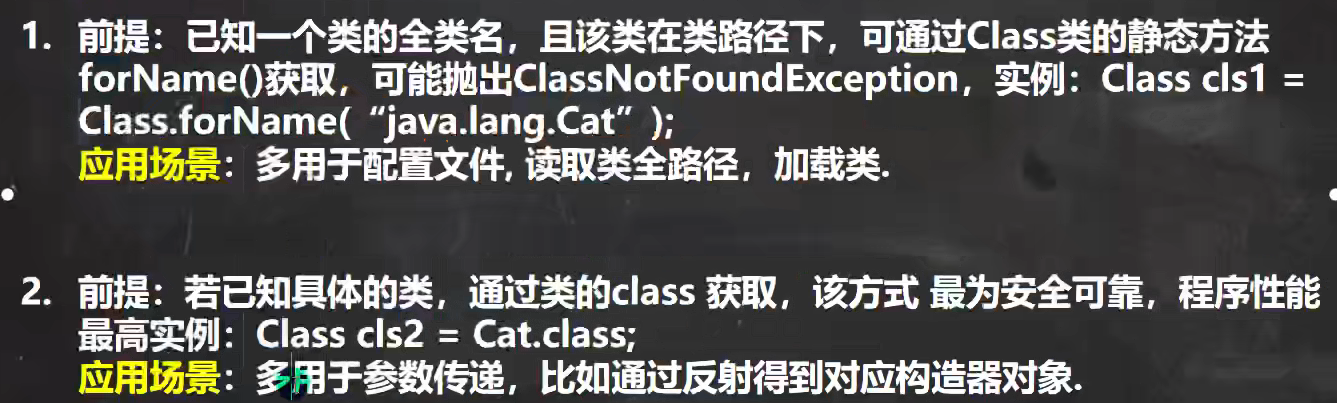 1. 前提：已知一个类的全类名，且该类在类路径下，可通过Class类的静态方法
forName()获取，可能抛出ClassNotFoundException，实例：Class cls1 =
Class.forName( “java.lang.Cat” );
应用场景：多用于配置文件, 读取类全路径，加载类.
2. 前提：若已知具体的类，通过类的class 获取，该方式 最为安全可靠，程序性能
最高实例：Class cls2 = Cat.class;
应用场景：多用于参数传递，比如通过反射得到对应构造器对象.